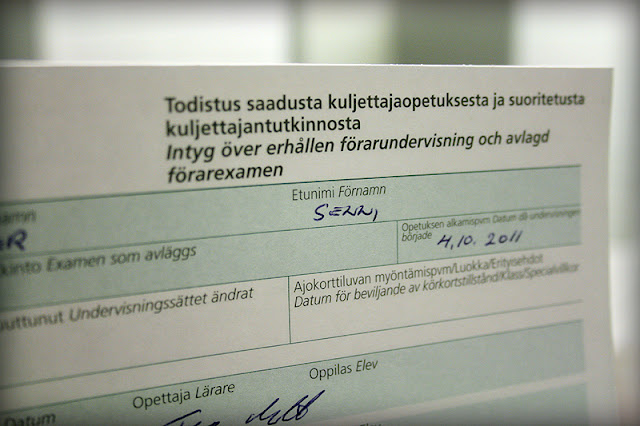 Todistus saadusta kuljettajaopetuksesta ja suoritetusta
kuljettajantutkinnosta
Intyg över erhållen förarundervisning och avlagd
förarexamen
Etunimi Förnamn
SENNI
Opetuksen alkamispvm Datum då undervisningen
började 4.10. 2011
kinto Examen som avläggs
Ajokorttiluvan myöntämispvm/Luokka/Erityisehdot
Datum för beviljande av körkortstillstånd/Klass/Specialvillkor
uuttunut Undervisningssättet ändrat
Oppilas Elev
Opettaja Lärare
Datum